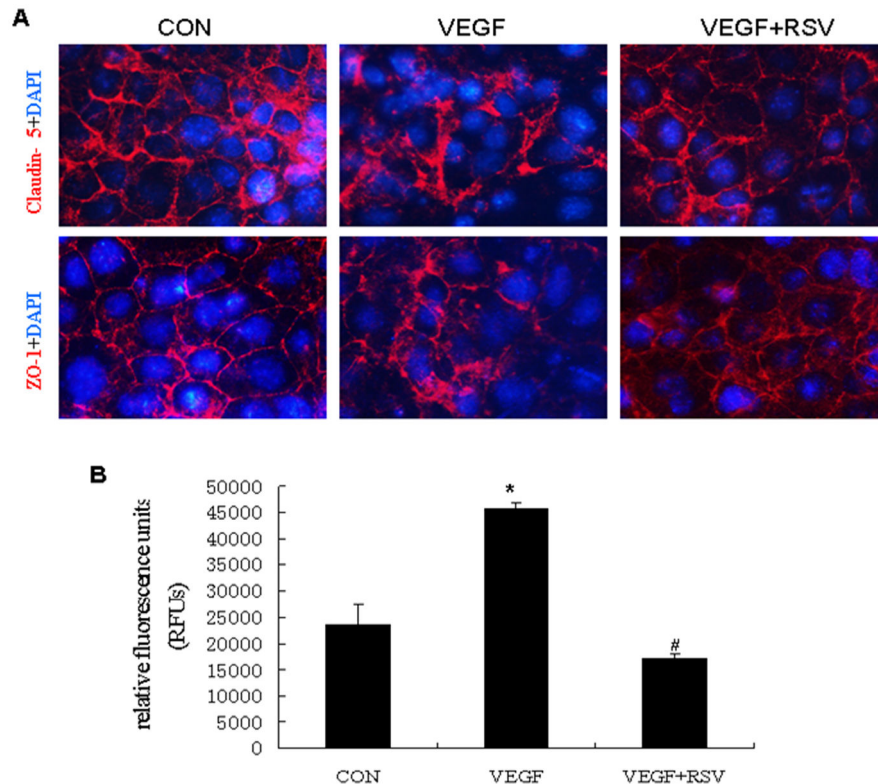 A
CON VEGF VEGF+RSV
Claudin- 5+DAPI
ZO-1+DAPI
B
relative fluorescence units
(RFUs)
50000
45000
40000
35000
30000
25000
20000
15000
10000
5000
0
*
#
CON VEGF VEGF+RSV